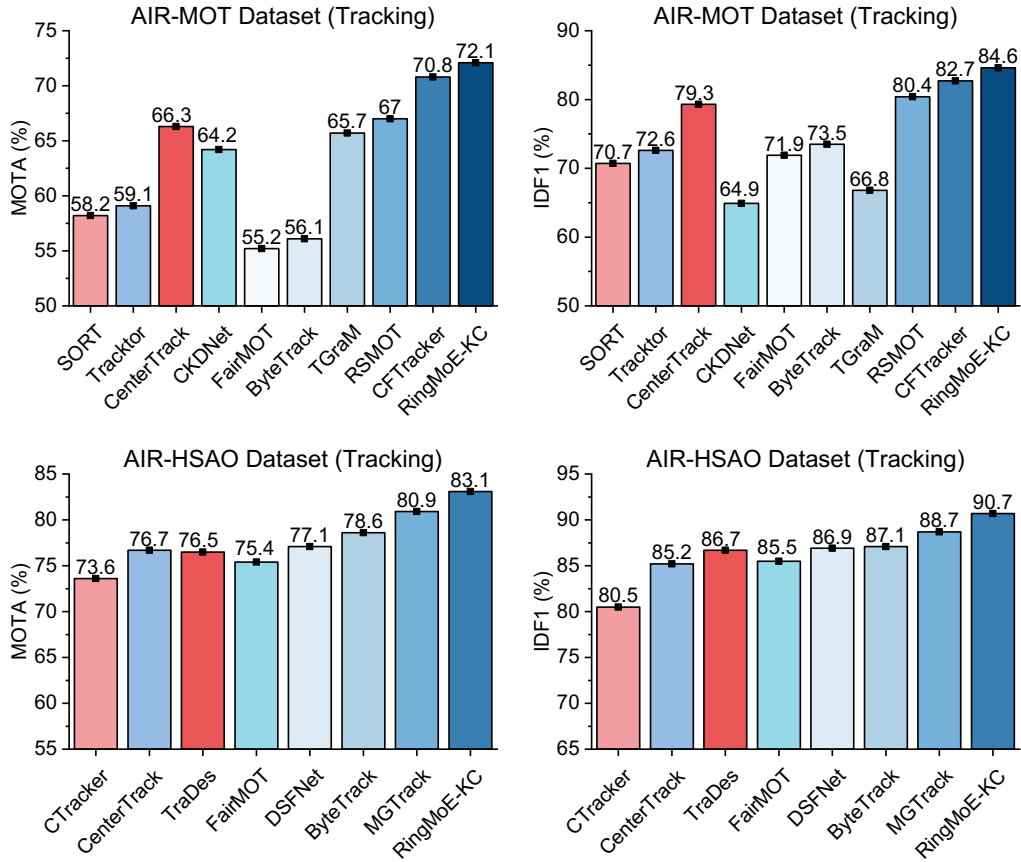 AIR-MOT Dataset (Tracking)
MOTA (%)
75
70
65
60
55
50
58.2
59.1
66.3
64.2
55.2
56.1
65.7
67
70.8
72.1
SORT
Tracktor
CenterTrack
CKDNet
FairMOT
ByteTrack
TGraM
RSMOT
CFTracker
RingMoE-KC
AIR-MOT Dataset (Tracking)
IDF1 (%)
90
80
70
60
50
70.7
72.6
79.3
64.9
71.9
73.5
66.8
80.4
82.7
84.6
SORT
Tracktor
CenterTrack
CKDNet
FairMOT
ByteTrack
TGraM
RSMOT
CFTracker
RingMoE-KC
AIR-HSAO Dataset (Tracking)
MOTA (%)
85
80
75
70
65
60
55
73.6
76.7
76.5
75.4
77.1
78.6
80.9
83.1
CTracker
CenterTrack
TraDes
FairMOT
DSFNet
ByteTrack
MGTrack
RingMoE-KC
AIR-HSAO Dataset (Tracking)
IDF1 (%)
95
90
85
80
75
70
65
80.5
85.2
86.7
85.5
86.9
87.1
88.7
90.7
CTracker
CenterTrack
TraDes
FairMOT
DSFNet
ByteTrack
MGTrack
RingMoE-KC